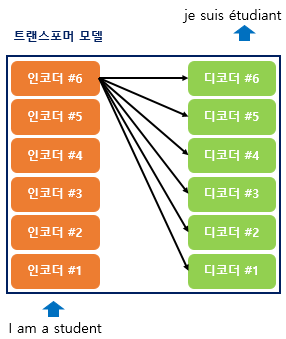 je suis étudiant
트랜스포머 모델
인코더 #6
디코더 #6
인코더 #5
디코더 #5
인코더 #4
디코더 #4
인코더 #3
디코더 #3
인코더 #2
디코더 #2
인코더 #1
디코더 #1
I am a student